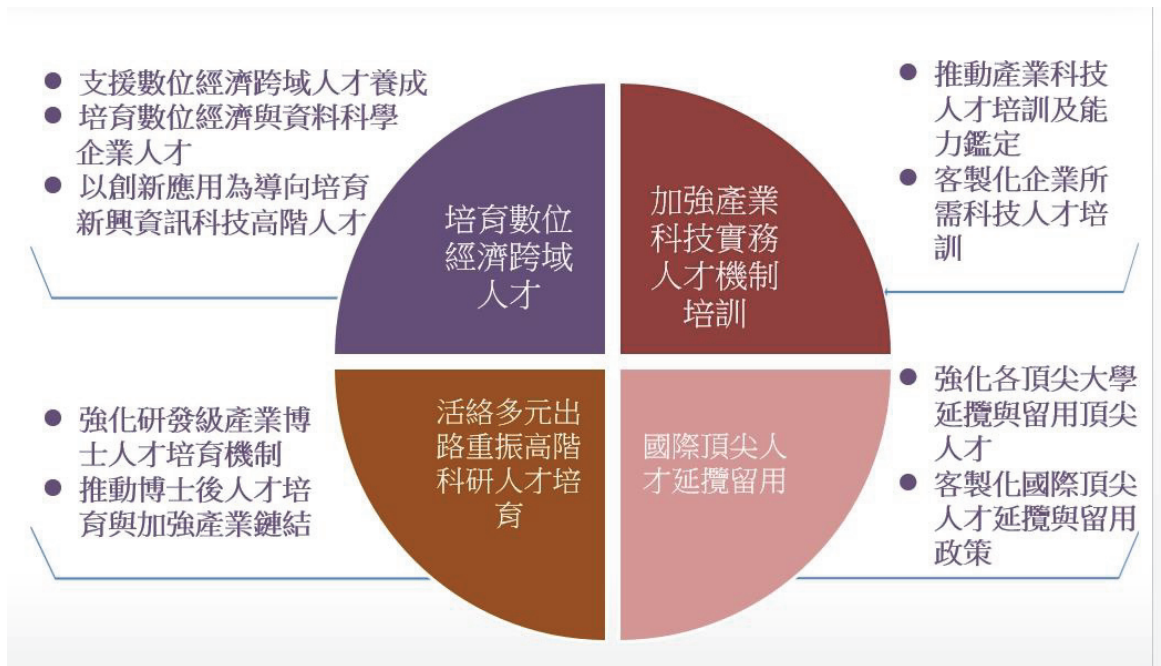 支援數位經濟跨域人才養成
培育數位經濟與資料科學
企業人才
以創新應用為導向培育
新興資訊科技高階人才
培育數位
經濟跨域
人才
加強產業
科技實務
人才機制
培訓
推動產業科技
人才培訓及能
力鑑定
客製化企業所
需科技人才培
訓
強化研發級產業博
士人才培育機制
推動博士後人才培
育與加強產業鏈結
活絡多元出
路重振高階
科研人才培
育
國際頂尖人
才延攬留用
強化各頂尖大學
延攬與留用頂尖
人才
客製化國際頂尖
人才延攬與留用
政策